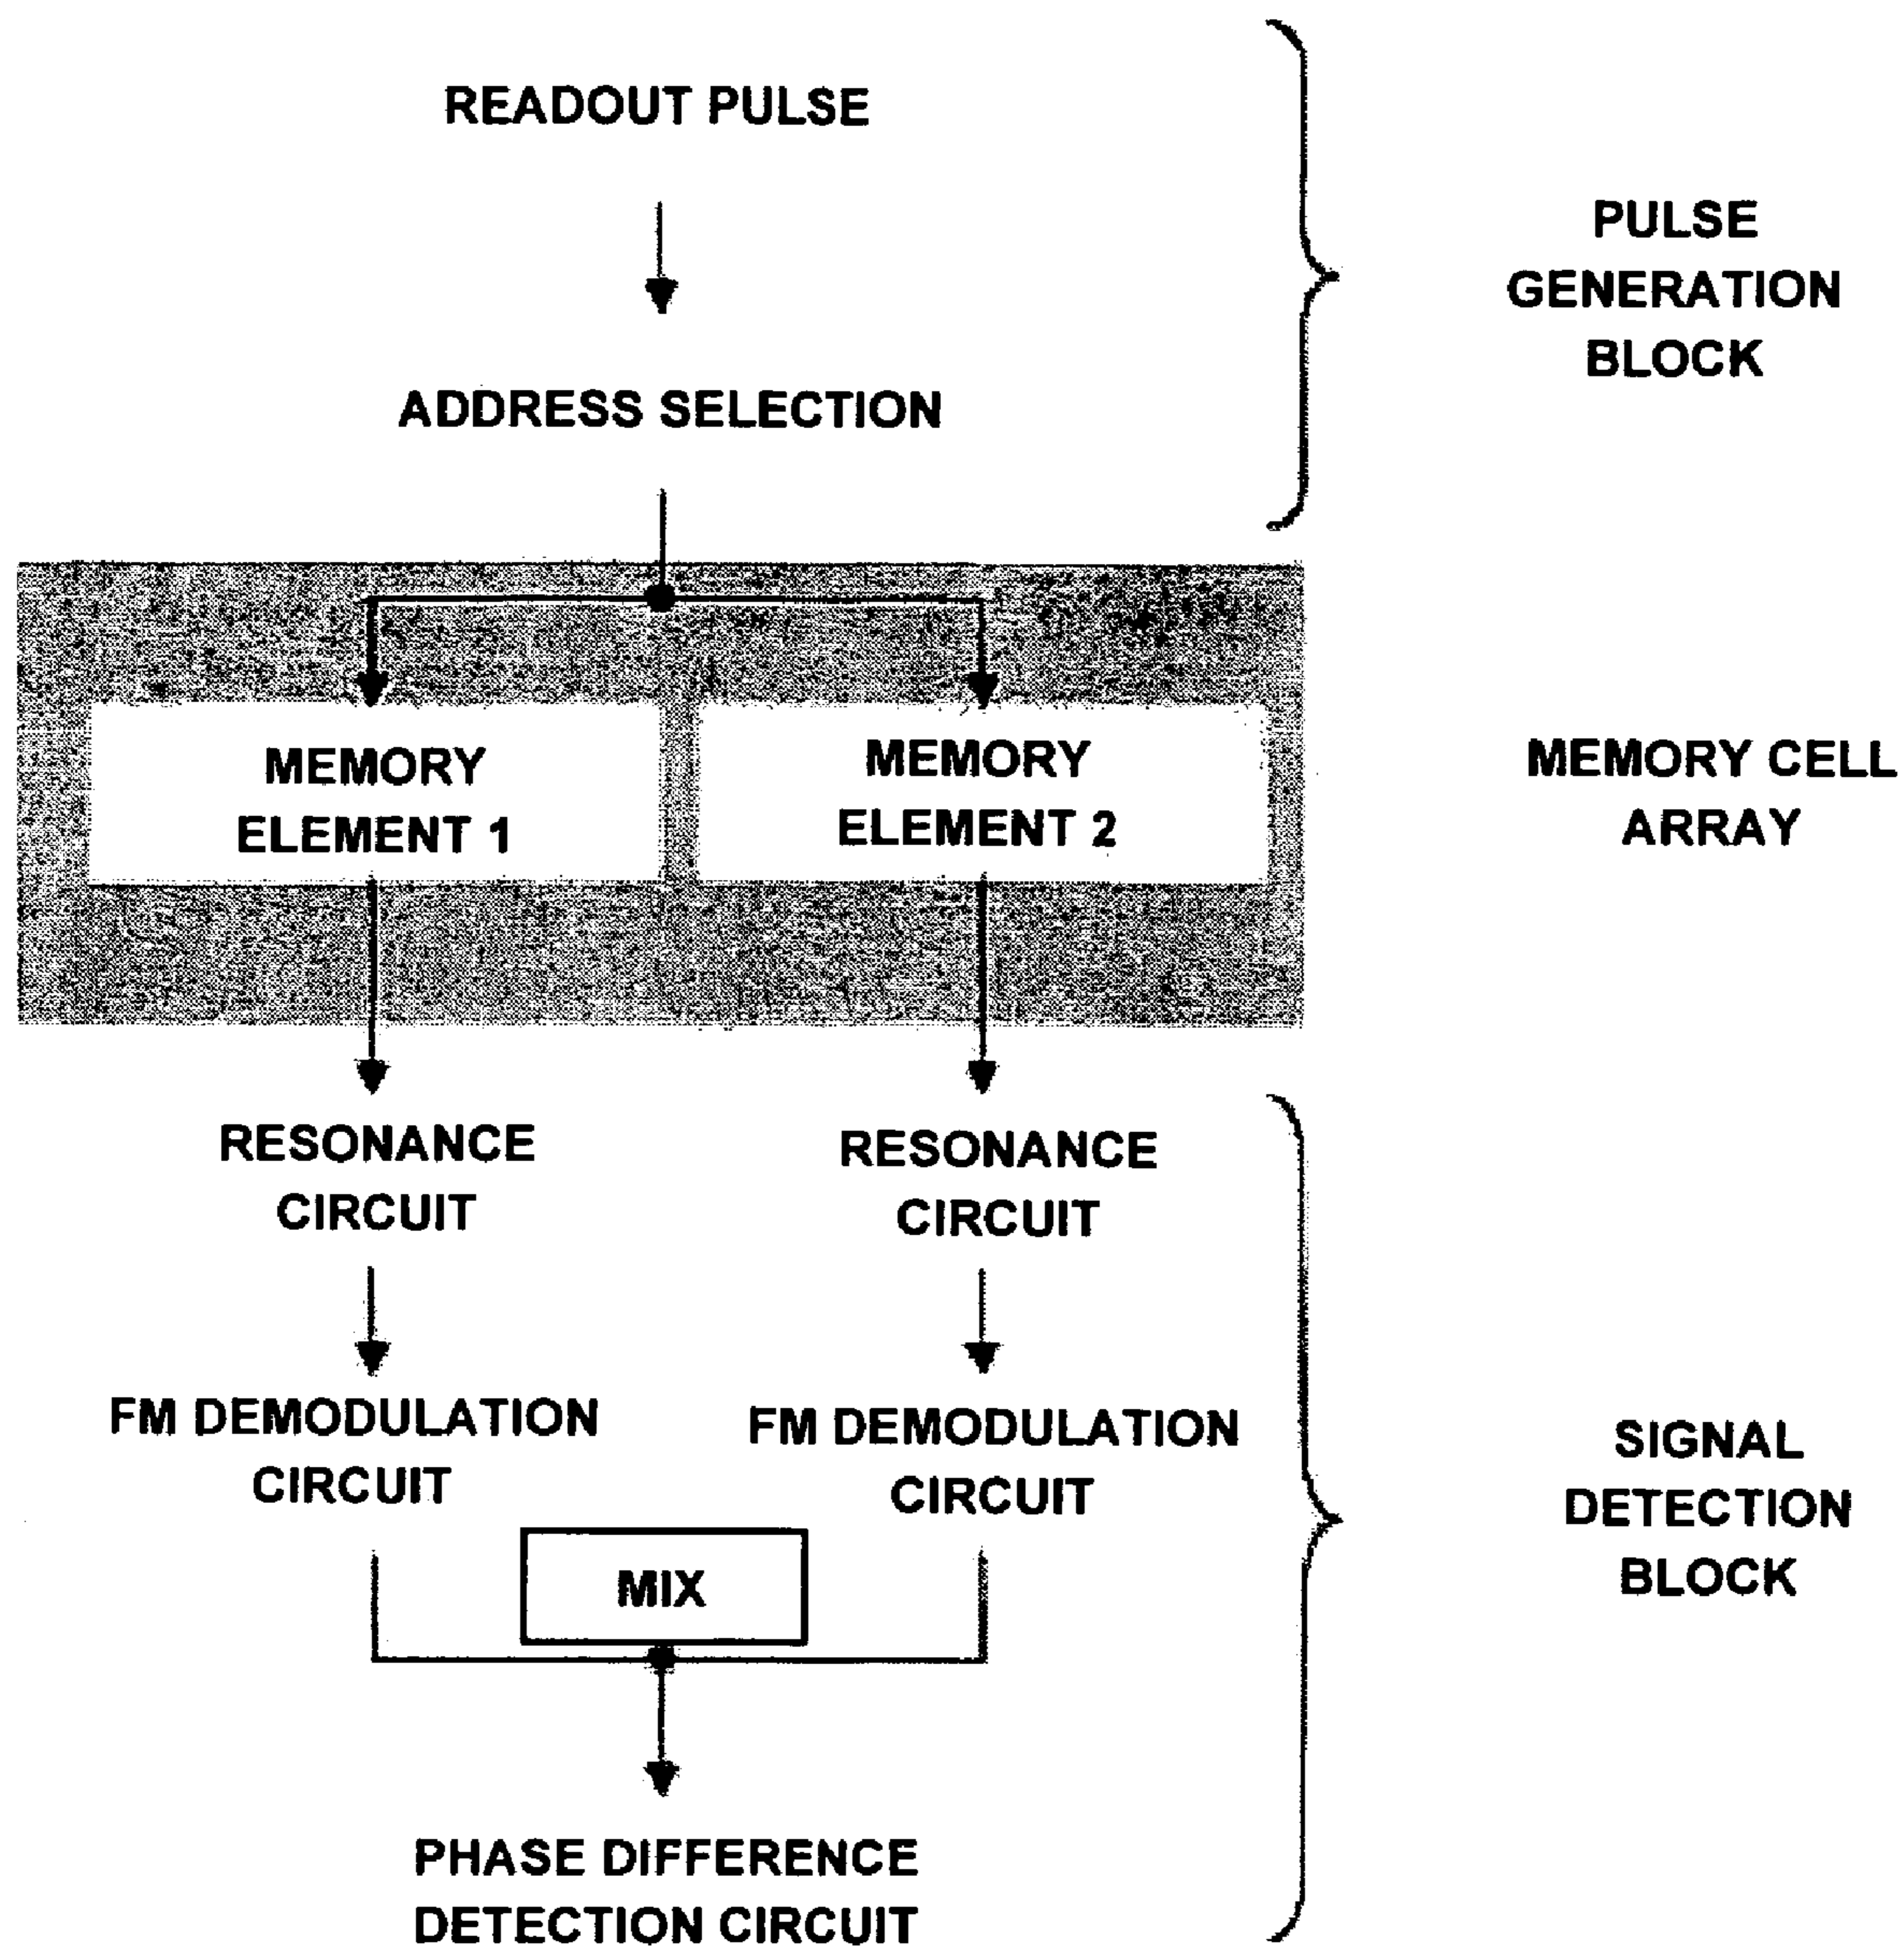 READOUT PULSE
PULSE
GENERATION
BLOCK
ADDRESS SELECTION
MEMORY
ELEMENT 1
MEMORY
ELEMENT 2
MEMORY CELL
ARRAY
RESONANCE
CIRCUIT
RESONANCE
CIRCUIT
FM DEMODULATION
CIRCUIT
FM DEMODULATION
CIRCUIT
MIX
SIGNAL
DETECTION
BLOCK
PHASE DIFFERENCE
DETECTION CIRCUIT